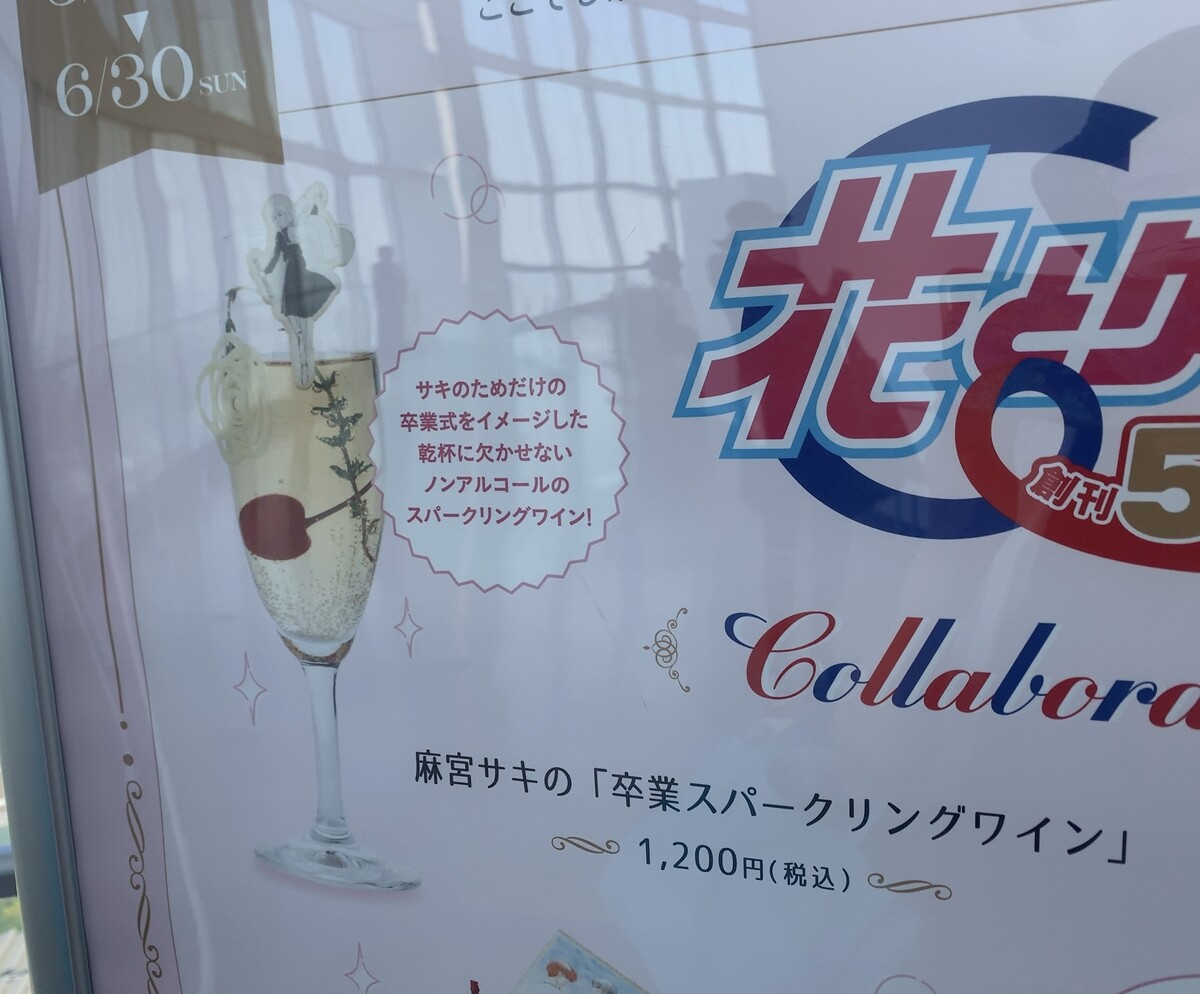 6/30 SUN
サキのためだけの
卒業式をイメージした
乾杯に欠かせない
ノンアルコールの
スパークリングワイン!
花と
創刊5
Collabora
麻宮サキの「卒業スパークリングワイン」
1,200円(税込)